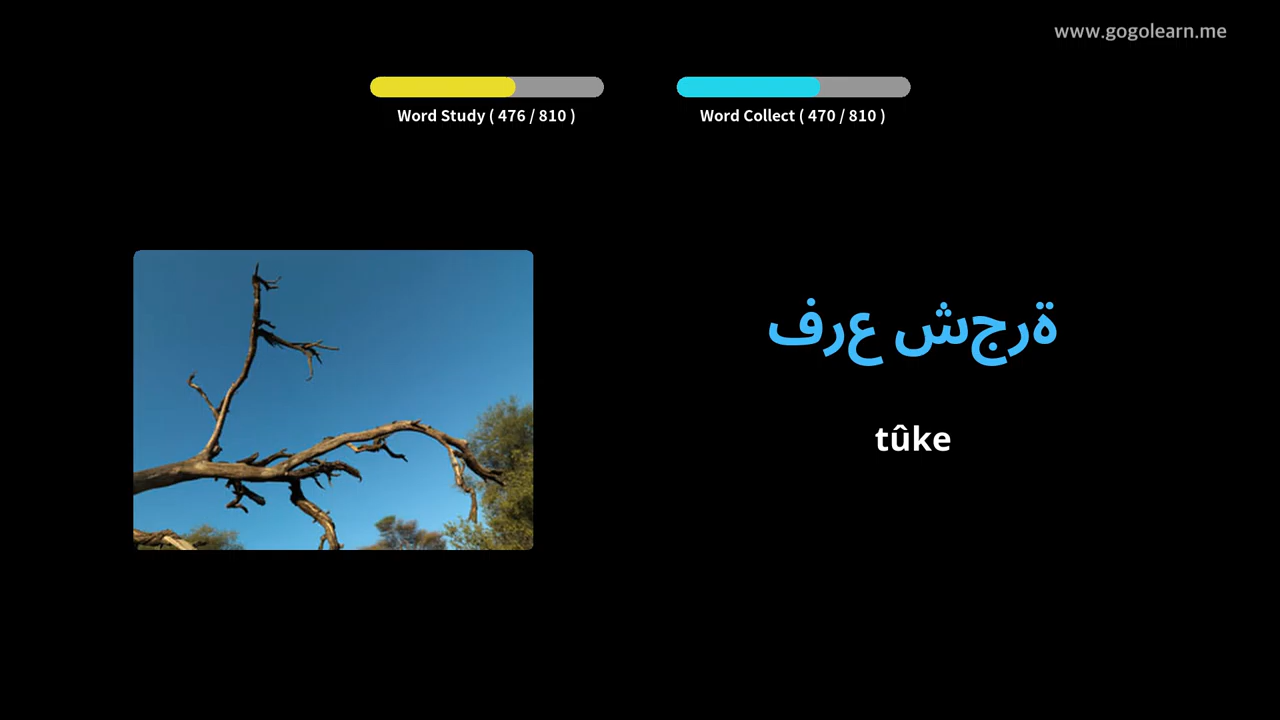 www.gogolearn.me
Word Study ( 476 / 810 )
Word Collect ( 470 / 810 )
فرع شجرة
tûke